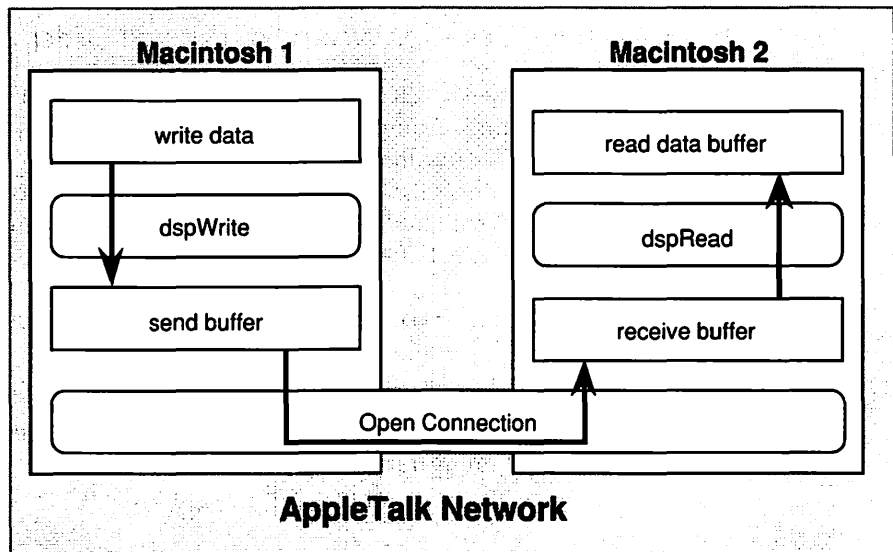 Macintosh 1
Macintosh 2
write data
read data buffer
dspWrite
dspRead
send buffer
receive buffer
Open Connection
AppleTalk Network